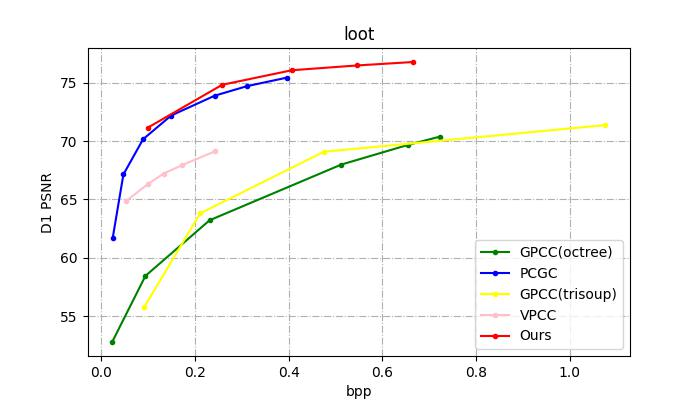 loot
D1 PSNR
75
70
65
60
55
0.0 0.2 0.4 0.6 0.8 1.0
bpp
GPCC(octree)
PCGC
GPCC(trisoup)
VPCC
Ours